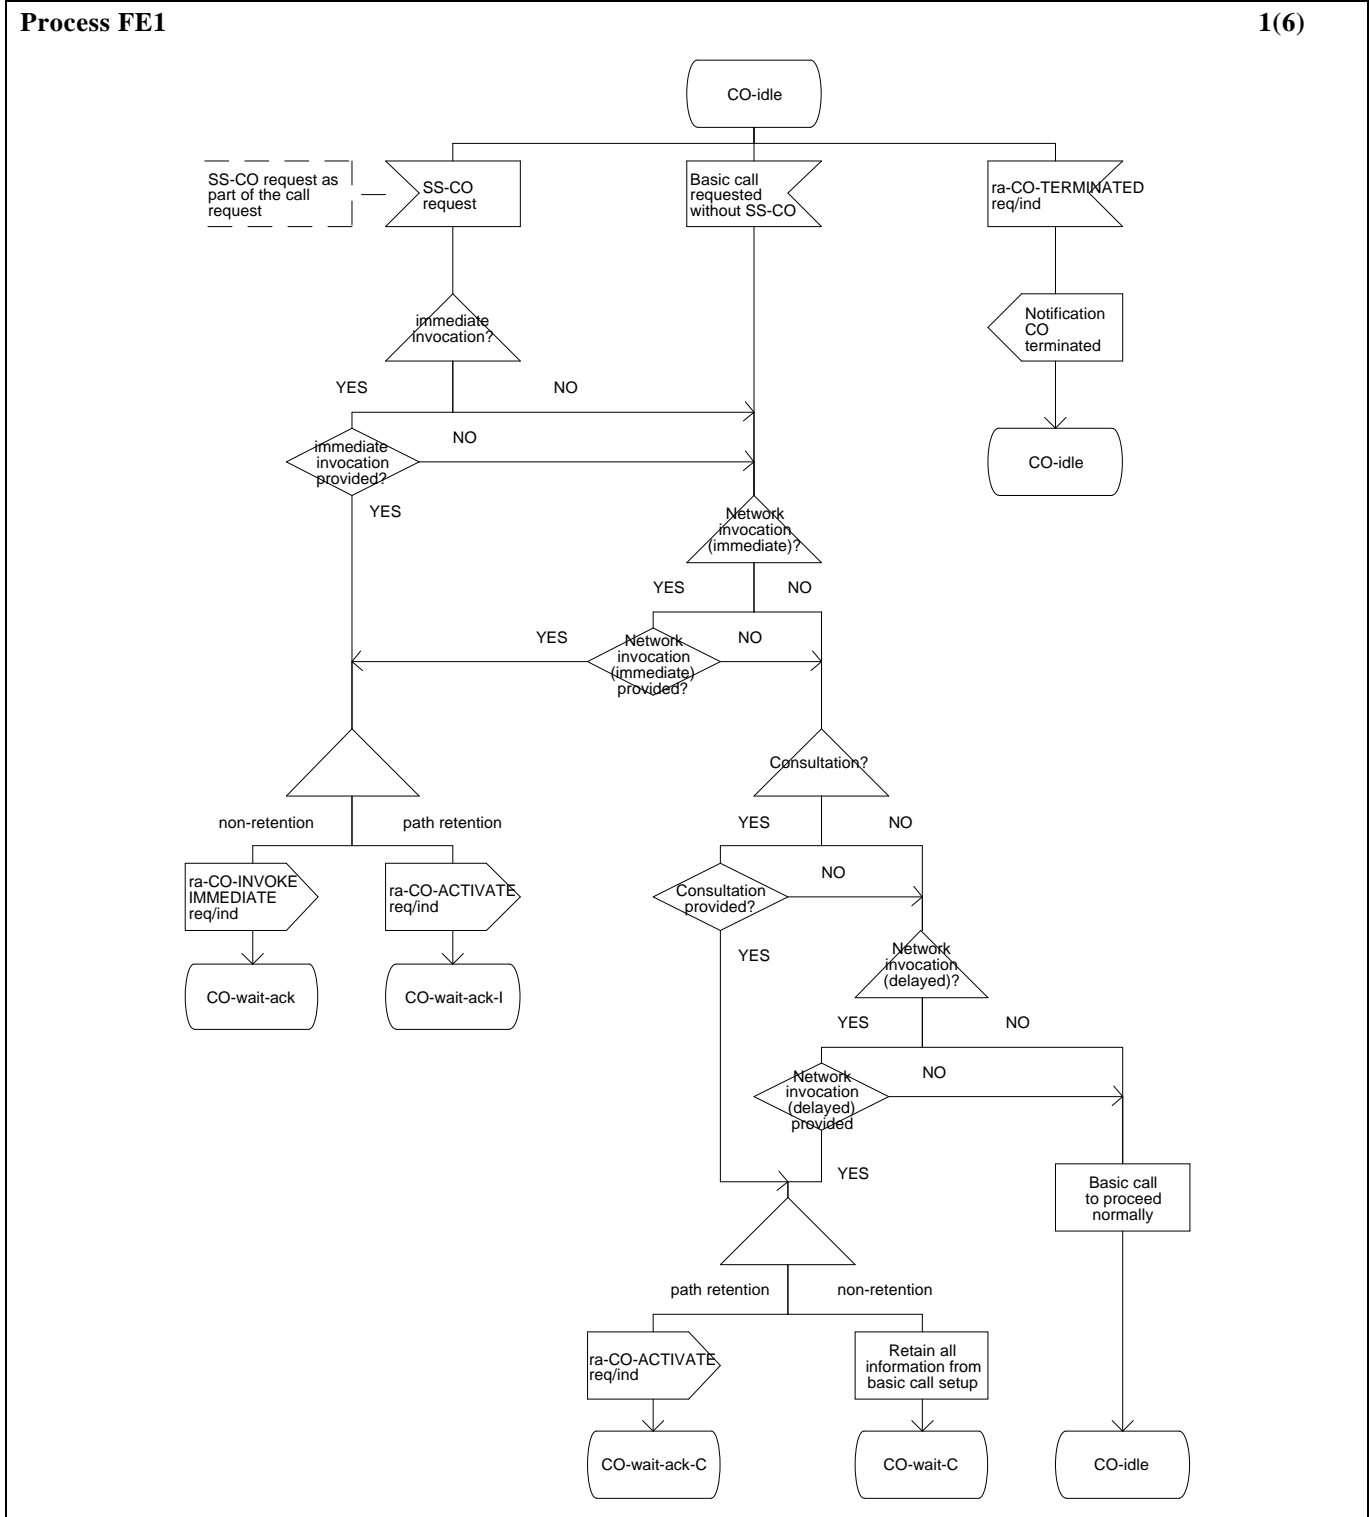 Process FE1
1(6)
CO-idle
SS-CO request as
part of the call
request
SS-CO
request
Basic call
requested
without SS-CO
ra-CO-TERMINATED
req/ind
immediate
invocation?
Notification
CO
terminated
YES
NO
immediate
invocation
provided?
NO
CO-idle
YES
Network
invocation
(immediate)?
YES
NO
YES
Network
invocation
(immediate)
provided?
NO
Consultation?
non-retention
path retention
YES
NO
ra-CO-INVOKE
IMMEDIATE
req/ind
ra-CO-ACTIVATE
req/ind
Consultation
provided?
NO
YES
Network
invocation
(delayed)?
CO-wait-ack
CO-wait-ack-I
YES
NO
Network
invocation
(delayed)
provided
NO
YES
Basic call
to proceed
normally
path retention
non-retention
ra-CO-ACTIVATE
req/ind
Retain all
information from
basic call setup
CO-wait-ack-C
CO-wait-C
CO-idle